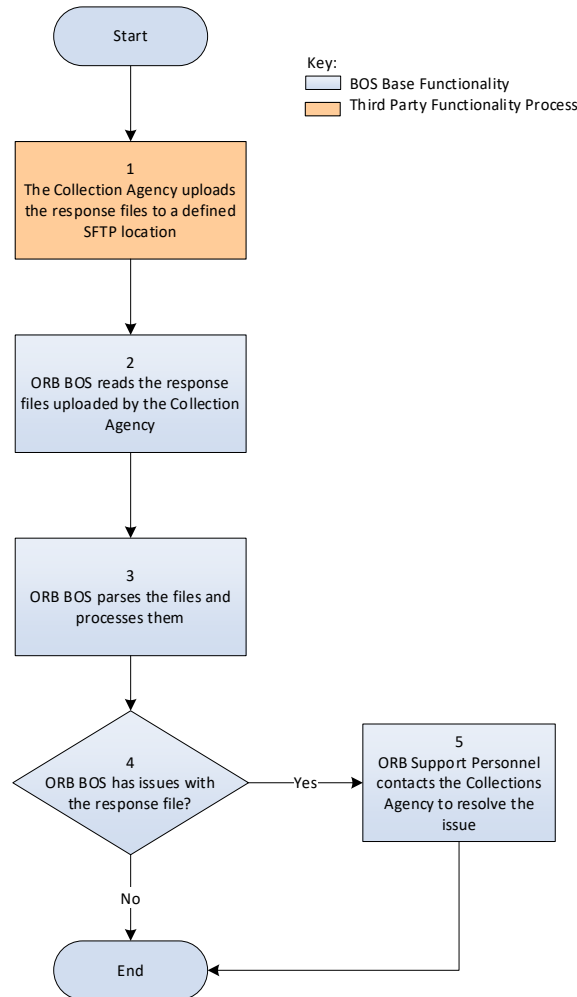 Start
Key:
BOS Base Functionality
Third Party Functionality Process
1
The Collection Agency uploads
the response files to a defined
SFTP location
2
ORB BOS reads the response
files uploaded by the Collection
Agency
3
ORB BOS parses the files and
processes them
4
ORB BOS has issues with
the response file?
Yes
5
ORB Support Personnel
contacts the Collections
Agency to resolve the
issue
No
End